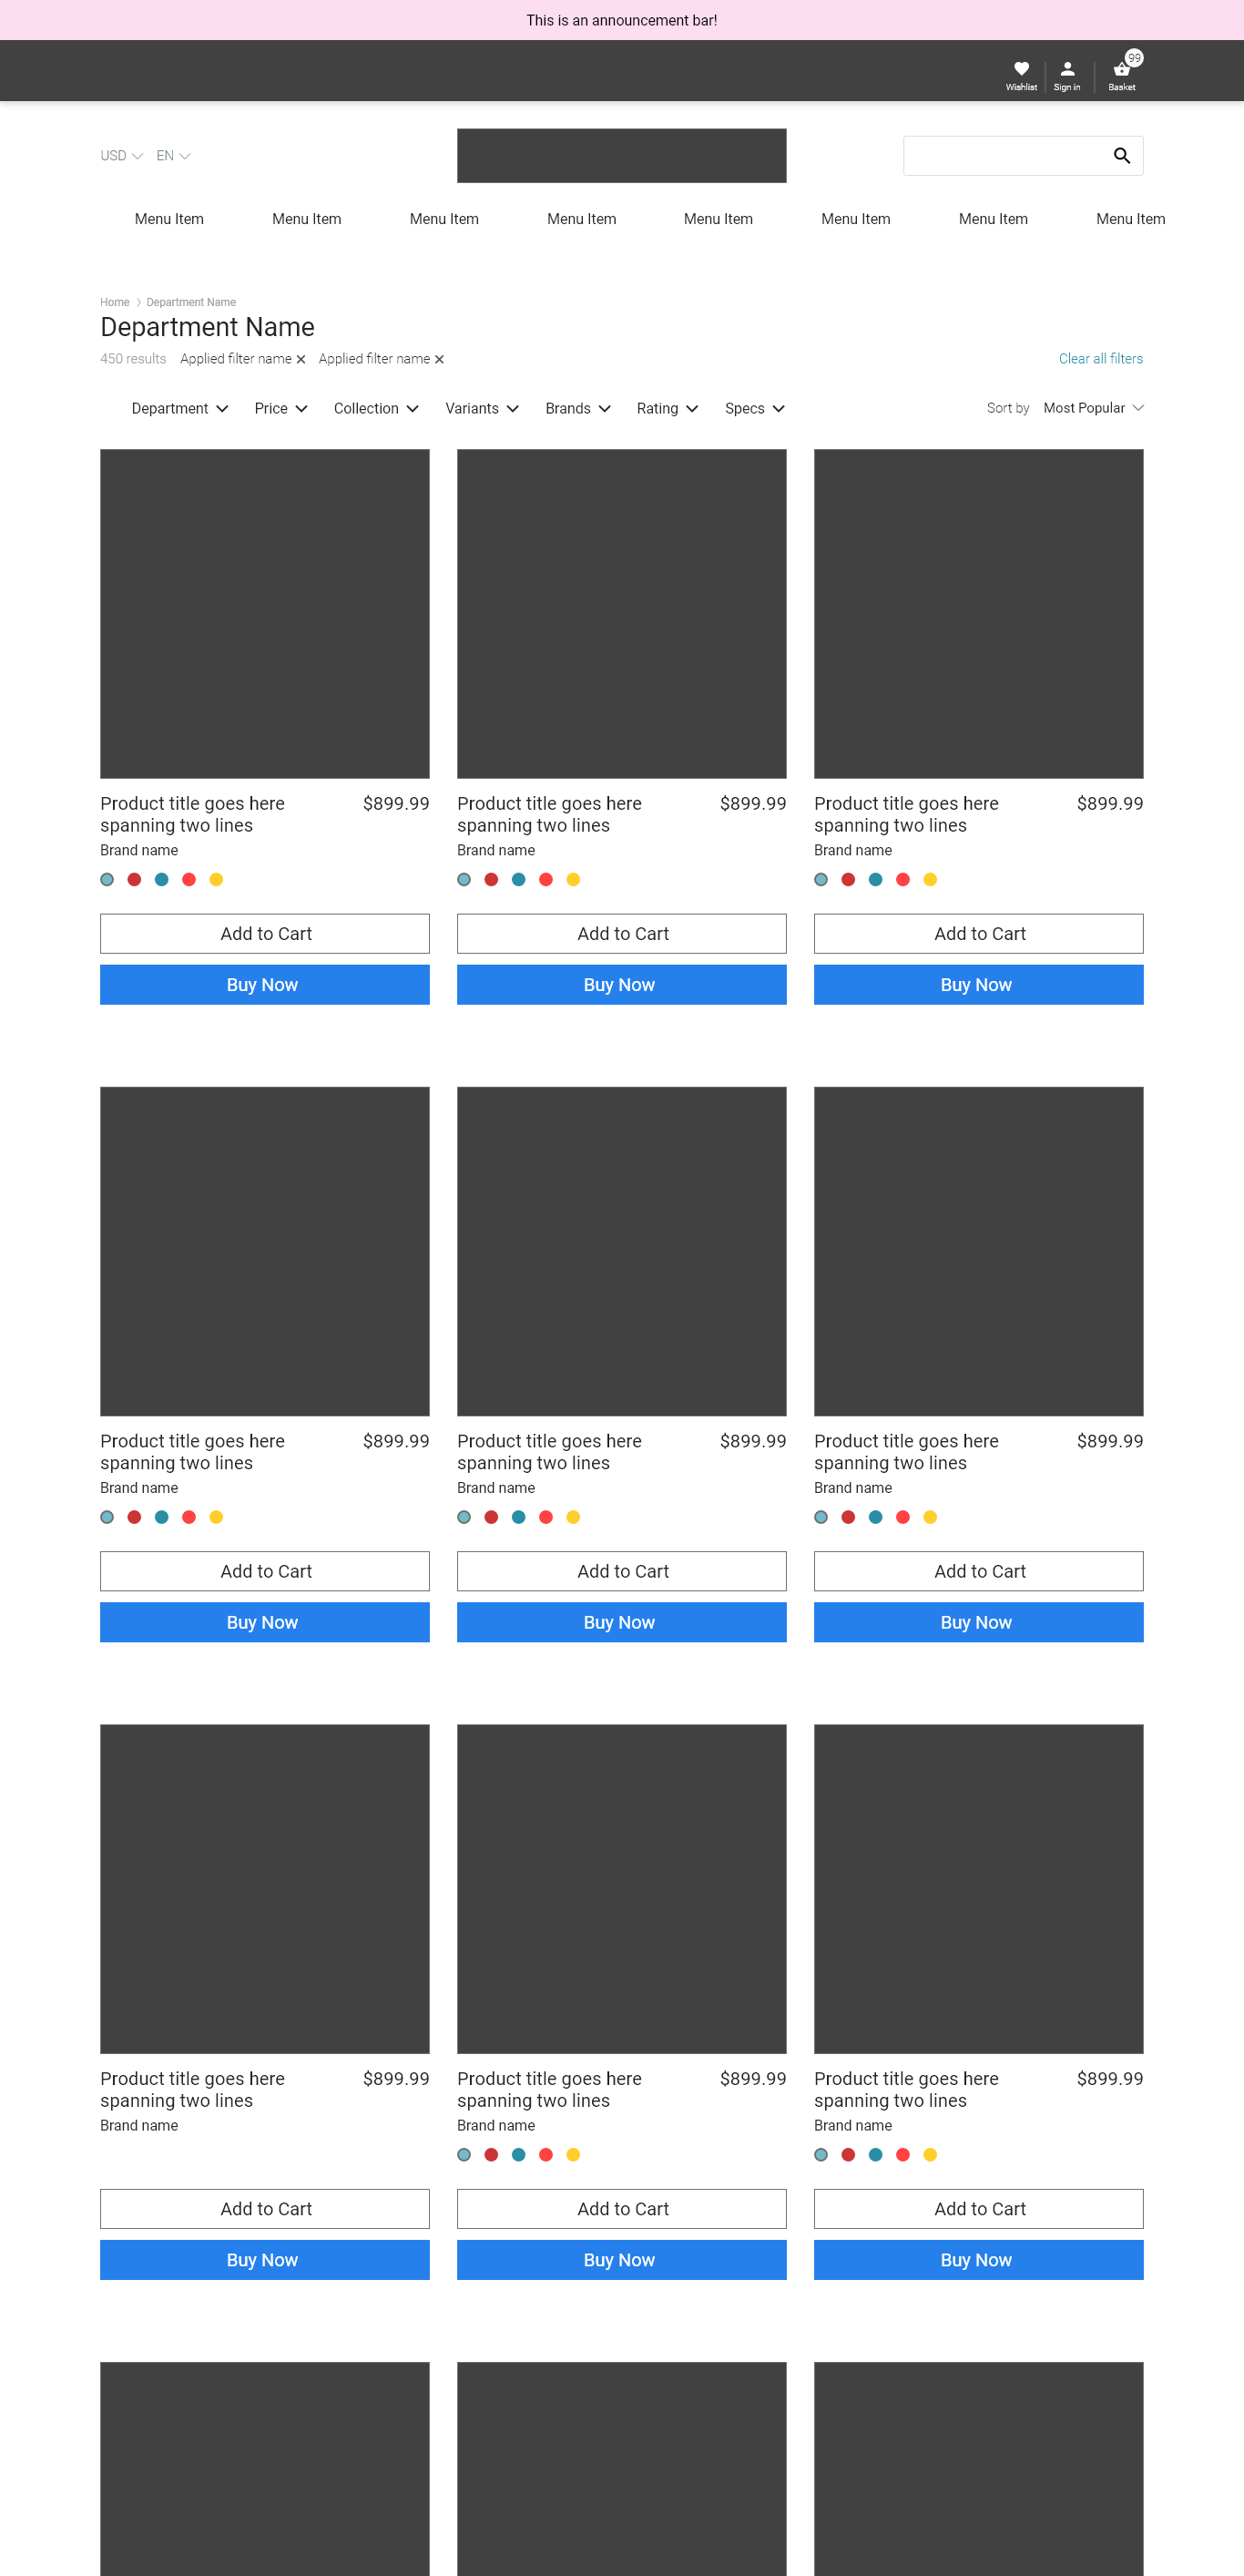 This is an announcement bar!
99
Wishlist Sign in Basket
USD EN
Menu Item Menu Item Menu Item Menu Item Menu Item Menu Item Menu Item Menu Item
Home Department Name
Department Name
450 results Applied filter name Applied filter name Clear all filters
Department Price Collection Variants Brands Rating Specs Sort by Most Popular
Product title goes here $899.99 Product title goes here $899.99 Product title goes here $899.99
spanning two lines spanning two lines spanning two lines
Brand name Brand name Brand name
Add to Cart Add to Cart Add to Cart
Buy Now Buy Now Buy Now
Product title goes here $899.99 Product title goes here $899.99 Product title goes here $899.99
spanning two lines spanning two lines spanning two lines
Brand name Brand name Brand name
Add to Cart Add to Cart Add to Cart
Buy Now Buy Now Buy Now
Product title goes here $899.99 Product title goes here $899.99 Product title goes here $899.99
spanning two lines spanning two lines spanning two lines
Brand name Brand name Brand name
Add to Cart Add to Cart Add to Cart
Buy Now Buy Now Buy Now